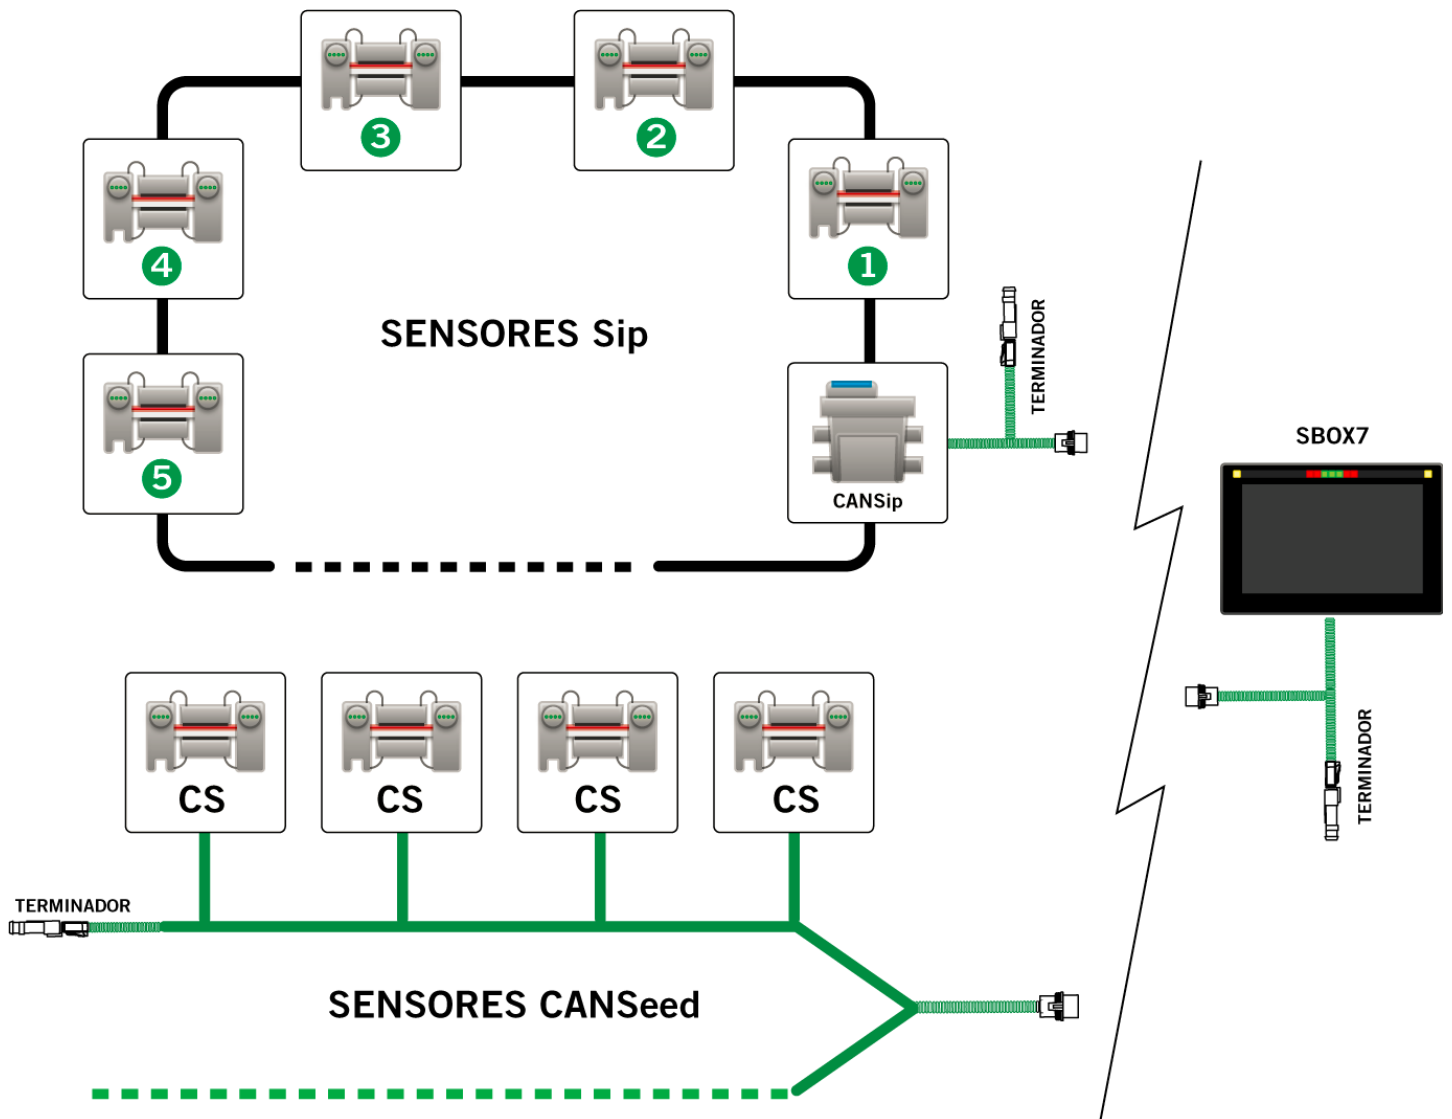 3
2
4
1
SENSORES Sip
TERMINADOR
5
CANSip
SBOX7
CS
CS
CS
CS
TERMINADOR
TERMINADOR
SENSORES CANSeed